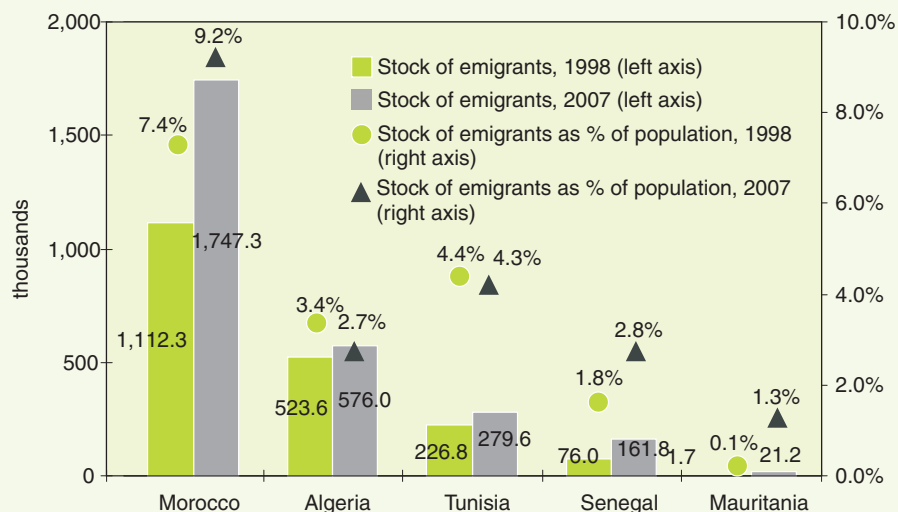 2,000
1,500
1,000
500
0
thousands
10.0%
8.0%
6.0%
4.0%
2.0%
0.0%
Stock of emigrants, 1998 (left axis)
Stock of emigrants, 2007 (left axis)
Stock of emigrants as % of population, 1998
(right axis)
Stock of emigrants as % of population, 2007
(right axis)
7.4%
9.2%
1,112.3
1,747.3
3.4%
2.7%
523.6
576.0
4.4%
4.3%
226.8
279.6
1.8%
2.8%
76.0
161.8
0.1%
1.3%
1.7
21.2
Morocco
Algeria
Tunisia
Senegal
Mauritania